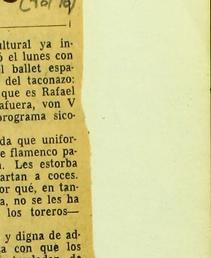 ultural ya in-
ó el lunes con
l ballet espa-
del taconazo:
que es Rafael
afuera, von V
programa sico-
da que unifor-
e flamenco pa-
. Les estorba
artan a coces.
or qué, en tan-
a, no se les ha
los toreros—
y digna de ad-
a con que los